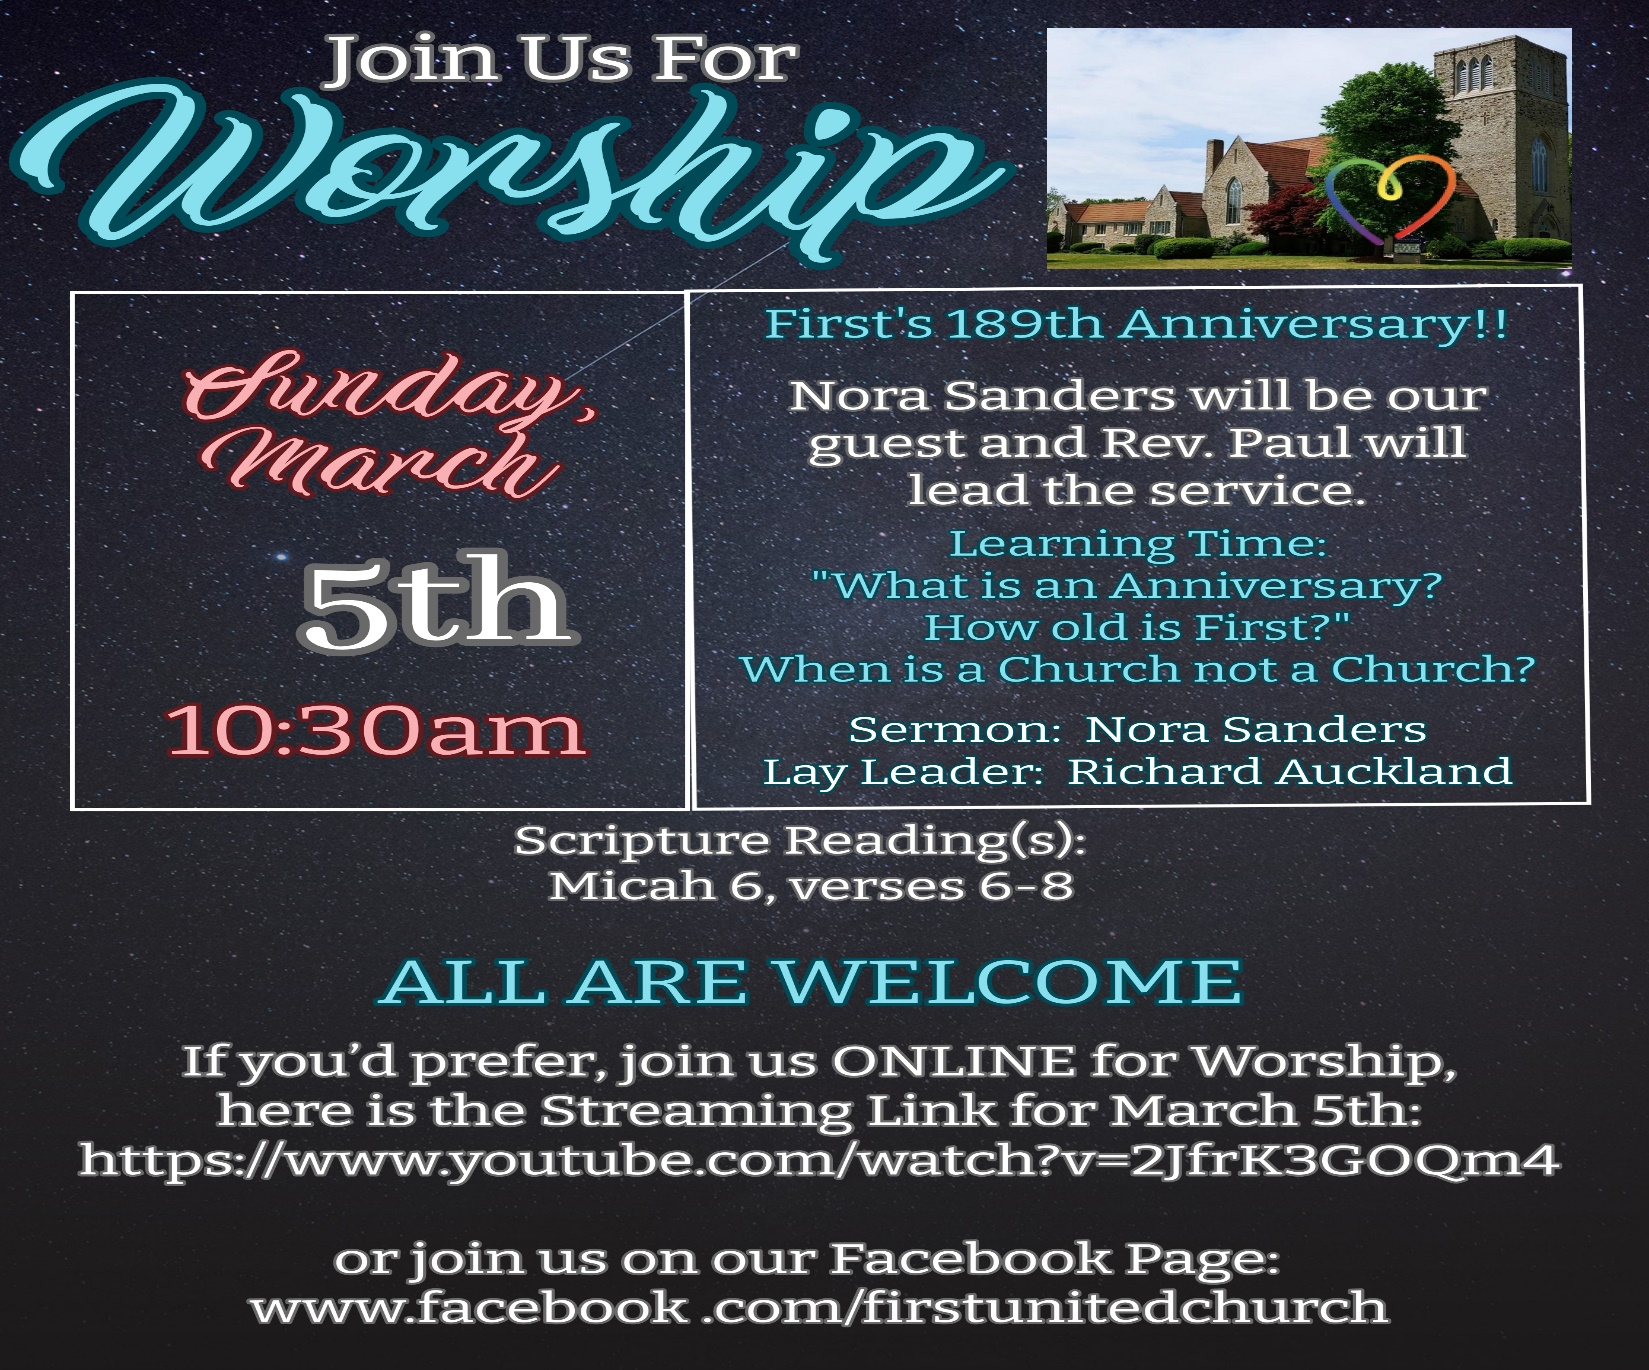 Join Us For
Worship
Sunday,
March
5th
10:30am
First's 189th Anniversary!!
Nora Sanders will be our
guest and Rev. Paul will
lead the service.
Learning Time:
"What is an Anniversary?
How old is First?"
When is a Church not a Church?
Sermon:  Nora Sanders
Lay Leader:  Richard Auckland
Scripture Reading(s):
Micah 6, verses 6-8
ALL ARE WELCOME
If you’d prefer, join us ONLINE for Worship,
here is the Streaming Link for March 5th:
https://www.youtube.com/watch?v=2JfrK3GOQm4
or join us on our Facebook Page:
www.facebook .com/firstunitedchurch